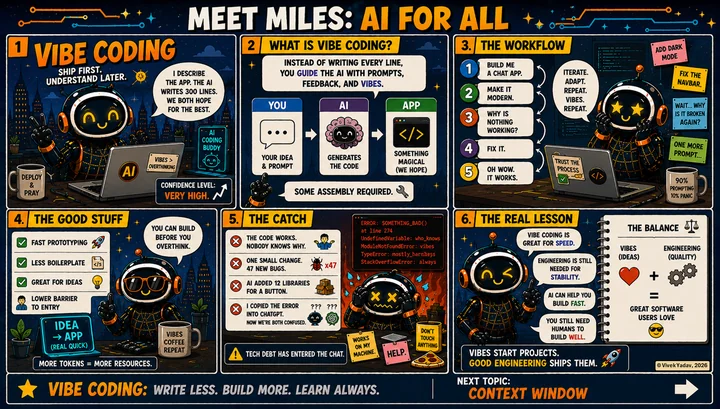 MEET MILES: AI FOR ALL
1
VIBE CODING
SHIP FIRST.
UNDERSTAND LATER.
I DESCRIBE
THE APP. THE AI
WRITES 300 LINES.
WE BOTH HOPE
FOR THE BEST.
AI
CODING
BUDDY
DEPLOY
&
PRAY
AI
VIBES >
OVERTHINKING
CONFIDENCE LEVEL:
VERY HIGH.
2
WHAT IS VIBE CODING?
INSTEAD OF WRITING EVERY LINE,
YOU GUIDE THE AI WITH PROMPTS,
FEEDBACK, AND VIBES.
YOU
YOUR IDEA
& PROMPT
AI
GENERATES
THE CODE
APP
</>
SOMETHING
MAGICAL
(WE HOPE)
SOME ASSEMBLY REQUIRED.
3.
THE WORKFLOW
1
BUILD ME
A CHAT APP.
2
MAKE IT
MODERN.
3
WHY IS
NOTHING
WORKING?
4
FIX IT.
5
OH WOW.
IT WORKS.
ITERATE.
ADAPT.
REPEAT.
VIBES.
REPEAT.
ADD DARK
MODE
FIX THE
NAVBAR.
WAIT... WHY
IS IT BROKEN
AGAIN?
ONE MORE
PROMPT...
TRUST THE
PROCESS
</>
90%
PROMPTING
10% PANIC
4.
THE GOOD STUFF
FAST PROTOTYPING
LESS BOILERPLATE
GREAT FOR IDEAS
LOWER BARRIER
TO ENTRY
YOU CAN BUILD
BEFORE YOU
OVERTHINK.
IDEA
→ APP
(REAL QUICK)
VIBES
COFFEE
REPEAT
MORE TOKENS = MORE RESOURCES.
5.
THE CATCH
THE CODE WORKS.
NOBODY KNOWS WHY.
ONE SMALL CHANGE.
47 NEW BUGS.
x47
AI ADDED 12 LIBRARIES
FOR A BUTTON.
I COPIED THE ERROR
INTO CHATGPT.
NOW WE'RE BOTH CONFUSED.
??? ???
ERROR: SOMETHING_BAD()
at line 274
UndefinedVariable: who_knows
ModuleNotFoundError: vibes
TypeError: mostly_harmless
StackOverflowError: always
TECH DEBT HAS ENTERED THE CHAT.
WORKS
ON MY
MACHINE.
HELP.
DON'T
TOUCH
ANYTHING
6.
THE REAL LESSON
VIBE CODING IS
GREAT FOR SPEED.
ENGINEERING IS
STILL NEEDED FOR
STABILITY.
AI CAN HELP YOU
BUILD FAST.
YOU STILL NEED
HUMANS TO
BUILD WELL.
THE BALANCE
VIBES
(IDEAS)
ENGINEERING
(QUALITY)
+
=
GREAT SOFTWARE
USERS LOVE
VIBES START PROJECTS.
GOOD ENGINEERING SHIPS THEM.
© Vivek Yadav, 2026
VIBE CODING: WRITE LESS. BUILD MORE. LEARN ALWAYS.
NEXT TOPIC:
CONTEXT WINDOW